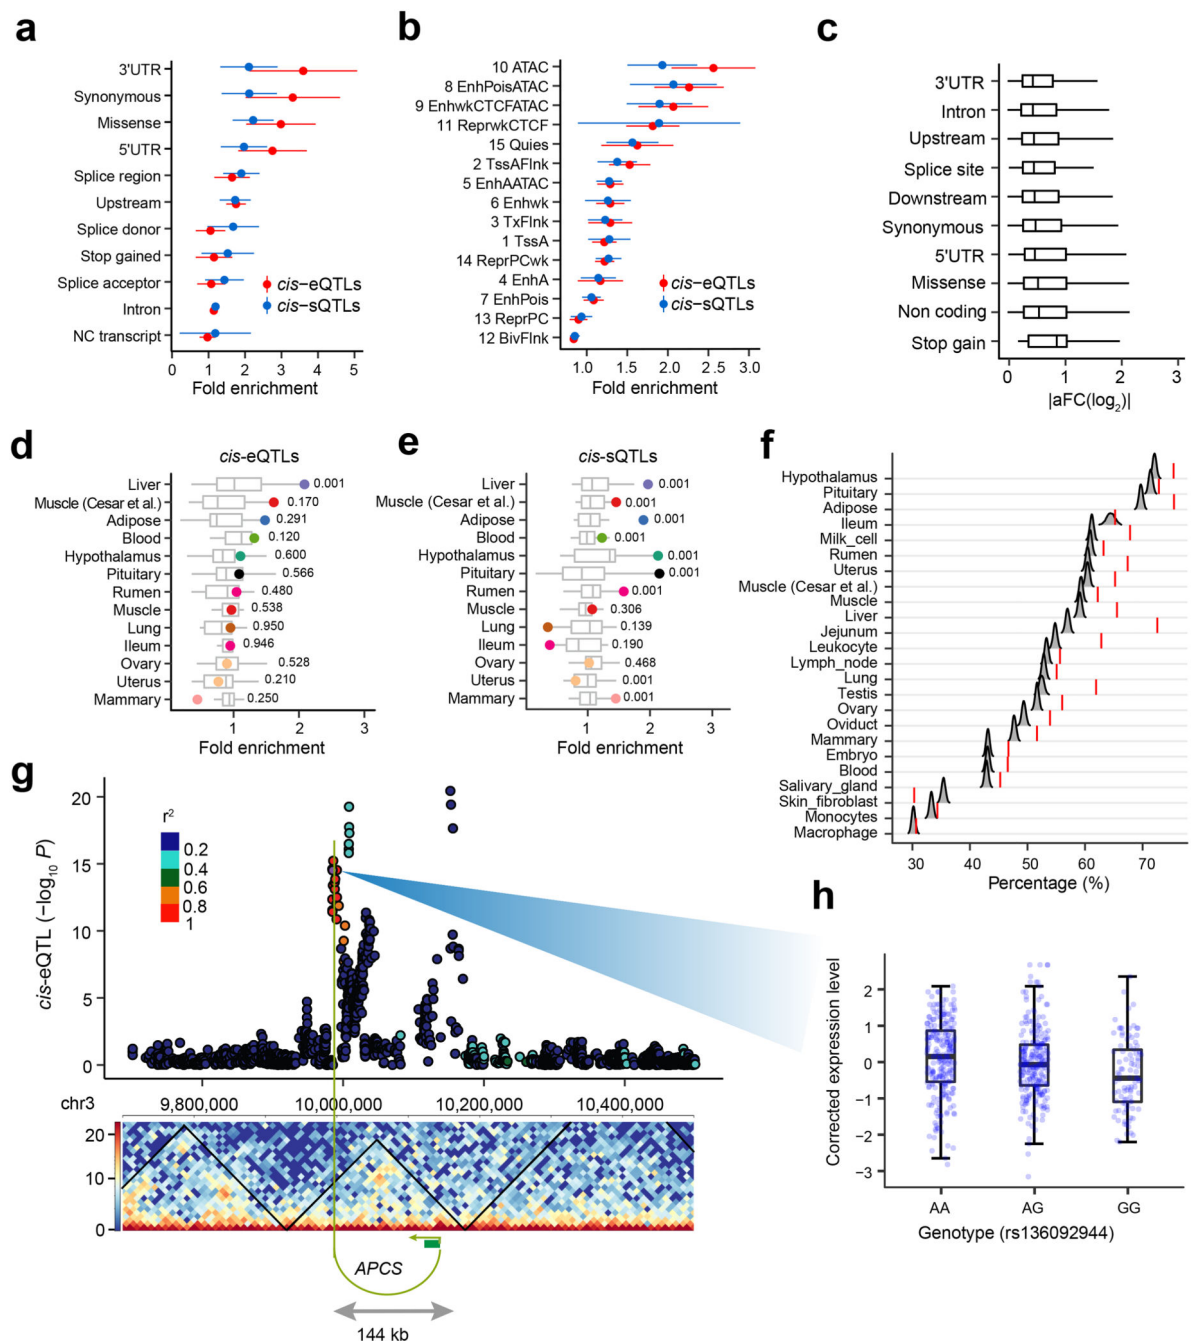 a
3'UTR
Synonymous
Missense
5'UTR
Splice region
Upstream
Splice donor
Stop gained
Splice acceptor
Intron
NC transcript
cis–eQTLs
cis–sQTLs
0 1 2 3 4 5
Fold enrichment
b
10 ATAC
8 EnhPoisATAC
9 EnhwkCTCFATAC
11 ReprwkCTCF
15 Quies
2 TssAFlnk
5 EnhAATAC
6 Enhwk
3 TxFlnk
1 TssA
14 ReprPCwk
4 EnhA
7 EnhPois
13 ReprPC
12 BivFlnk
cis–eQTLs
cis–sQTLs
1.0 1.5 2.0 2.5 3.0
Fold enrichment
c
3'UTR
Intron
Upstream
Splice site
Downstream
Synonymous
5'UTR
Missense
Non coding
Stop gain
0 1 2 3
|aFC(log2)|
d
cis-eQTLs
Liver 0.001
Muscle (Cesar et al.) 0.170
Adipose 0.291
Blood 0.120
Hypothalamus 0.600
Pituitary 0.566
Rumen 0.480
Muscle 0.538
Lung 0.950
Ileum 0.946
Ovary 0.528
Uterus 0.210
Mammary 0.250
1 2 3
Fold enrichment
e
cis-sQTLs
Liver 0.001
Muscle (Cesar et al.) 0.001
Adipose 0.001
Blood 0.001
Hypothalamus 0.001
Pituitary 0.001
Rumen 0.001
Muscle 0.306
Lung 0.139
Ileum 0.190
Ovary 0.468
Uterus 0.001
Mammary 0.001
0 1 2 3
Fold enrichment
f
Hypothalamus
Pituitary
Adipose
Ileum
Milk_cell
Rumen
Uterus
Muscle (Cesar et al.)
Muscle
Liver
Jejunum
Leukocyte
Lymph_node
Lung
Testis
Ovary
Oviduct
Mammary
Embryo
Blood
Salivary_gland
Skin_fibroblast
Monocytes
Macrophage
30 40 50 60 70
Percentage (%)
g
cis-eQTL (−log10 P)
20
15
10
5
0
r2
0.2
0.4
0.6
0.8
1
chr3
9,800,000 10,000,000 10,200,000 10,400,000
20
10
0
APCS
144 kb
h
Corrected expression level
2
1
0
−1
−2
−3
AA AG GG
Genotype (rs136092944)